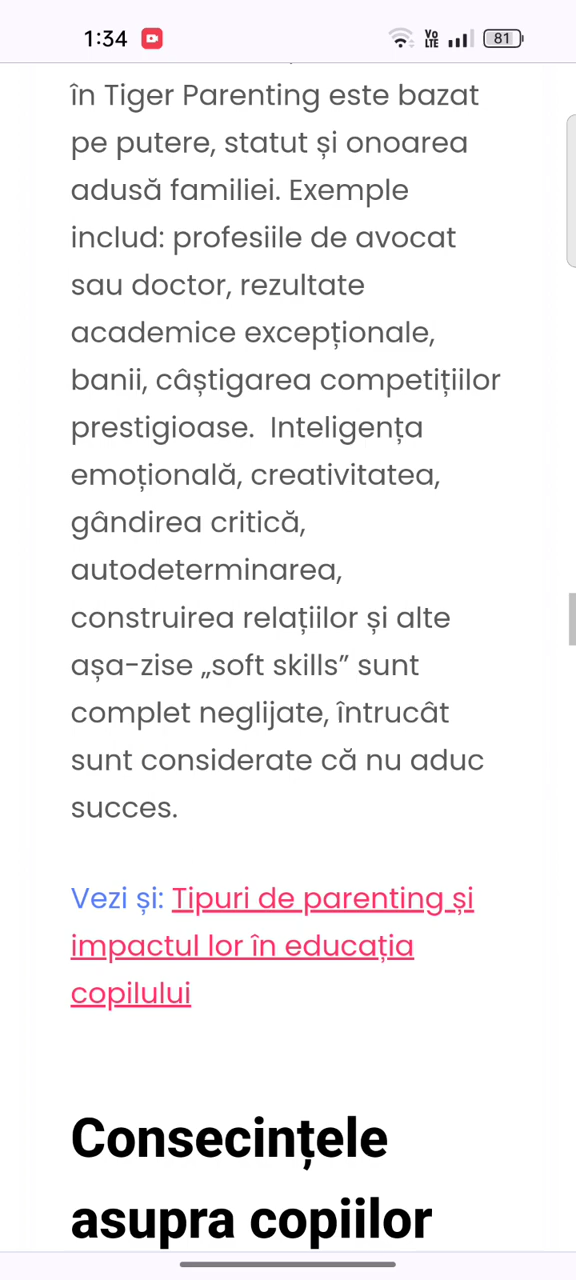 1:34
Vo LTE
81
în Tiger Parenting este bazat
pe putere, statut și onoarea
adusă familiei. Exemple
includ: profesiile de avocat
sau doctor, rezultate
academice excepționale,
banii, câștigarea competițiilor
prestigioase.  Inteligența
emoțională, creativitatea,
gândirea critică,
autodeterminarea,
construirea relațiilor și alte
așa-zise „soft skills” sunt
complet neglijate, întrucât
sunt considerate că nu aduc
succes.
Vezi și: Tipuri de parenting și
impactul lor în educația
copilului
Consecințele
asupra copiilor